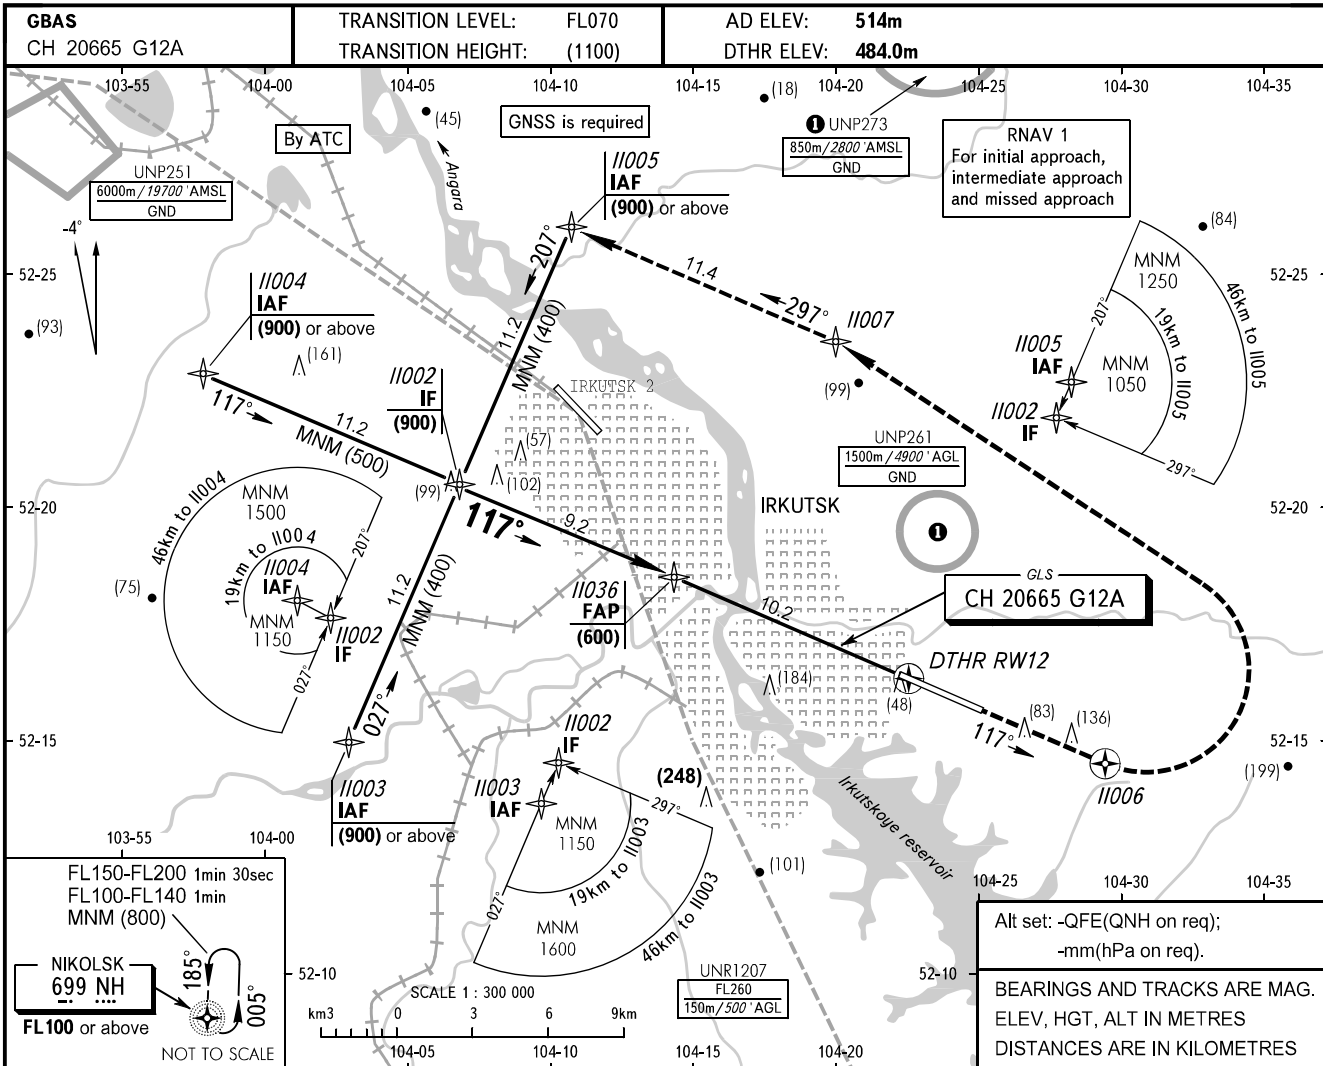 GBAS
CH 20665 G12A
TRANSITION LEVEL: FL070
TRANSITION HEIGHT: (1100)
AD ELEV: 514m
DTHR ELEV: 484.0m
103-55
104-00
104-05
104-10
104-15
104-20
104-25
104-30
104-35
(18)
(45)
By ATC
GNSS is required
❶ UNP273
850m/2800 'AMSL
GND
RNAV 1
For initial approach,
intermediate approach
and missed approach
UNP251
6000m/19700 'AMSL
GND
Angara
II005
IAF
(900) or above
-4°
207°
(84)
52-25
52-25
11.4
297°
II007
II004
IAF
(900) or above
(93)
(161)
11.2
MNM (400)
MNM
1250
207°
19km to II005
46km to II005
II005
IAF
MNM
1050
II002
IF
297°
II002
IF
(900)
IRKUTSK 2
(99)
117°
11.2
MNM (500)
(57)
(102)
(99)
UNP261
1500m/4900 'AGL
GND
46km to II004
MNM
1500
19km to II004
207°
II004
IAF
MNM
1150
II002
IF
027°
52-20
52-20
117°
9.2
IRKUTSK
❶
(75)
11.2
MNM (400)
II036
FAP
(600)
10.2
GLS
CH 20665 G12A
DTHR RW12
(184)
(48)
(83)
(136)
117°
II006
(199)
027°
52-15
52-15
II003
IAF
(900) or above
II002
IF
II003
IAF
297°
MNM
1150
19km to II003
027°
MNM
1600
46km to II003
(248)
Irkutskoye reservoir
(101)
103-55
104-00
104-25
104-30
104-35
FL150-FL200 1min 30sec
FL100-FL140 1min
MNM (800)
NIKOLSK
699 NH
FL100 or above
185°
005°
NOT TO SCALE
52-10
52-10
SCALE 1 : 300 000
km3 0 3 6 9km
UNR1207
FL260
150m/500 'AGL
104-05
104-10
104-15
104-20
Alt set: -QFE(QNH on req);
-mm(hPa on req).
BEARINGS AND TRACKS ARE MAG.
ELEV, HGT, ALT IN METRES
DISTANCES ARE IN KILOMETRES